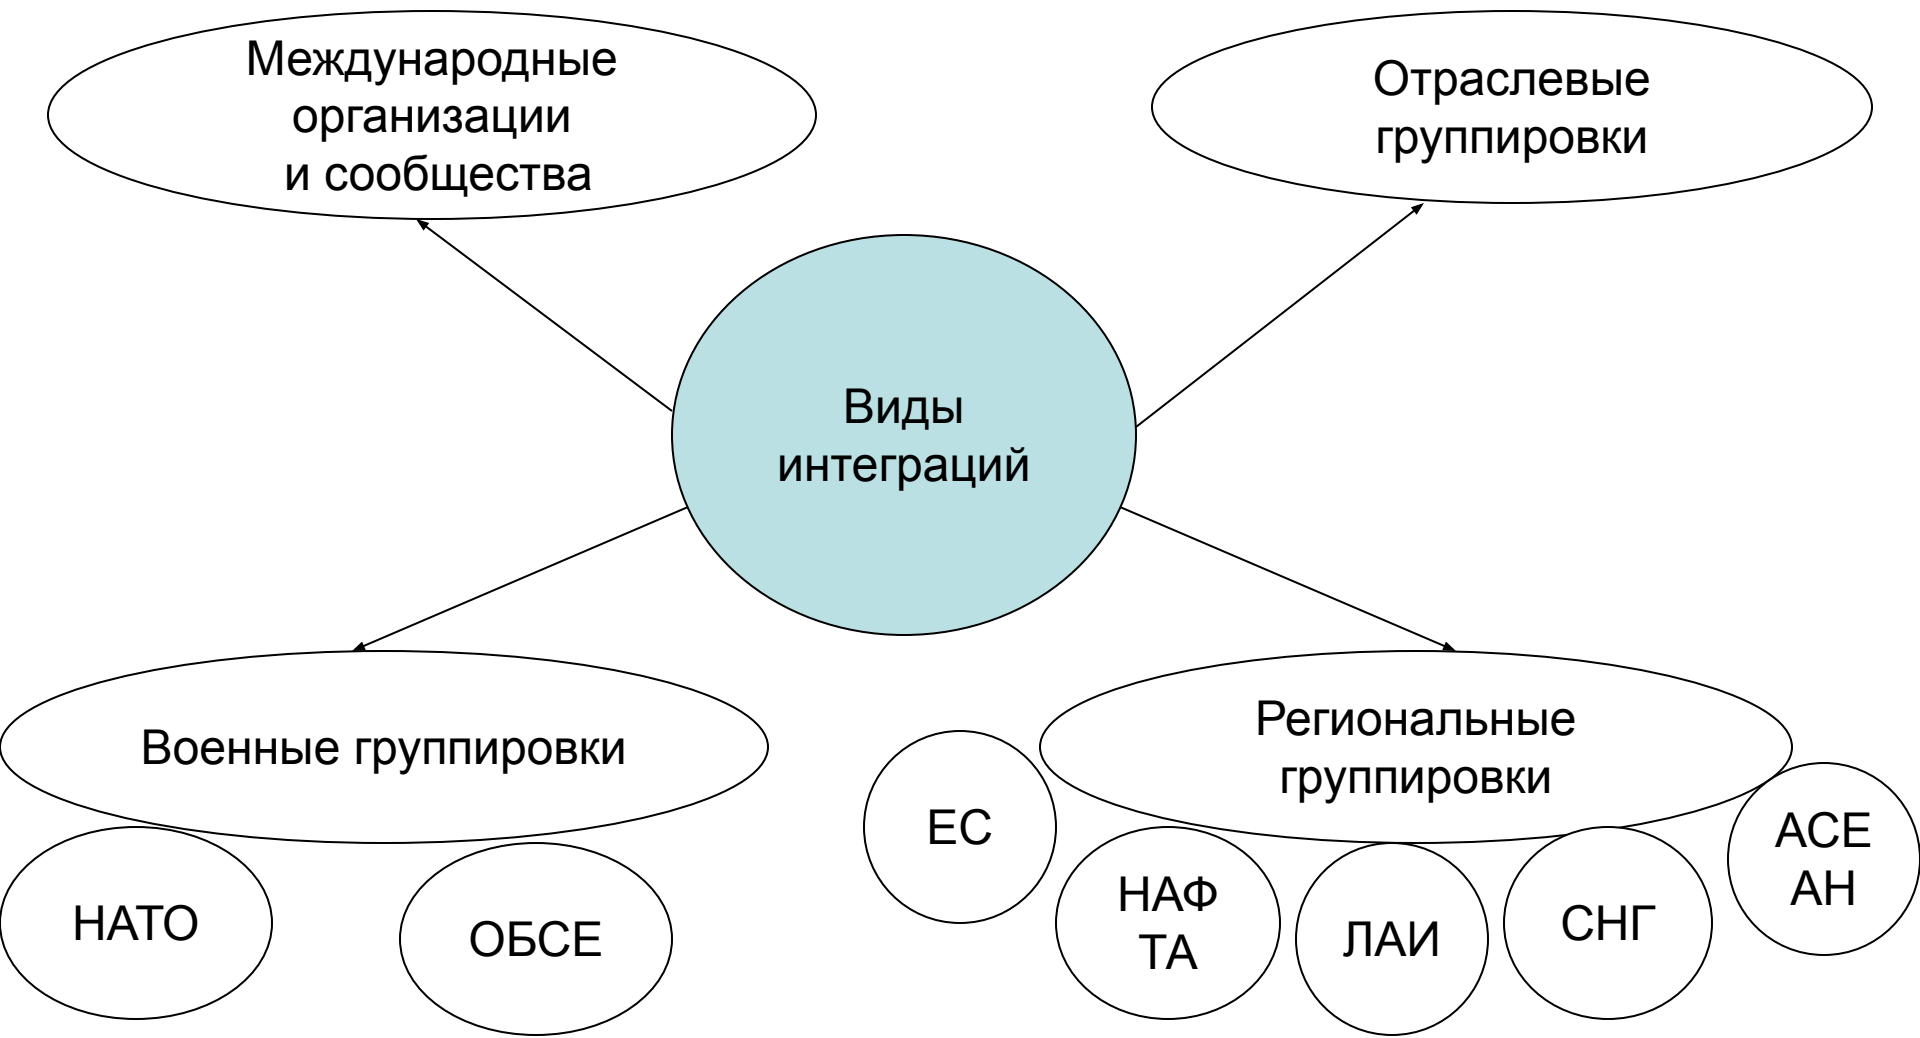 Международные
организации
и сообщества
Отраслевые
группировки
Виды
интеграций
Военные группировки
НАТО
ОБСЕ
Региональные
группировки
ЕС
НАФ
ТА
ЛАИ
СНГ
АСЕ
АН